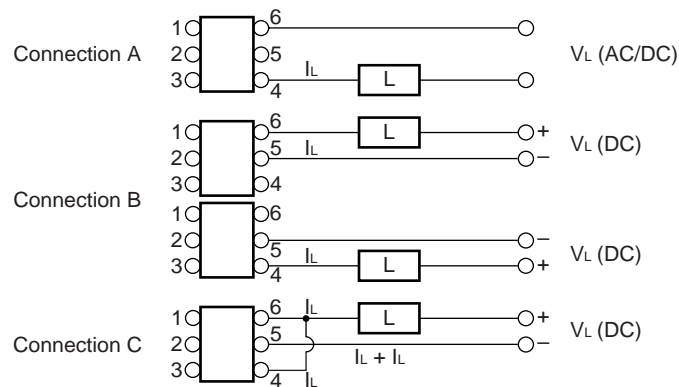 Connection A
1 6
2 5
3 4
IL L
VL (AC/DC)
Connection B
1 6
2 5
3 4
L IL
+
−
VL (DC)
1 6
2 5
3 4
IL L
−
+
VL (DC)
Connection C
1 6
2 5
3 4
IL L
IL + IL
IL
+
−
VL (DC)